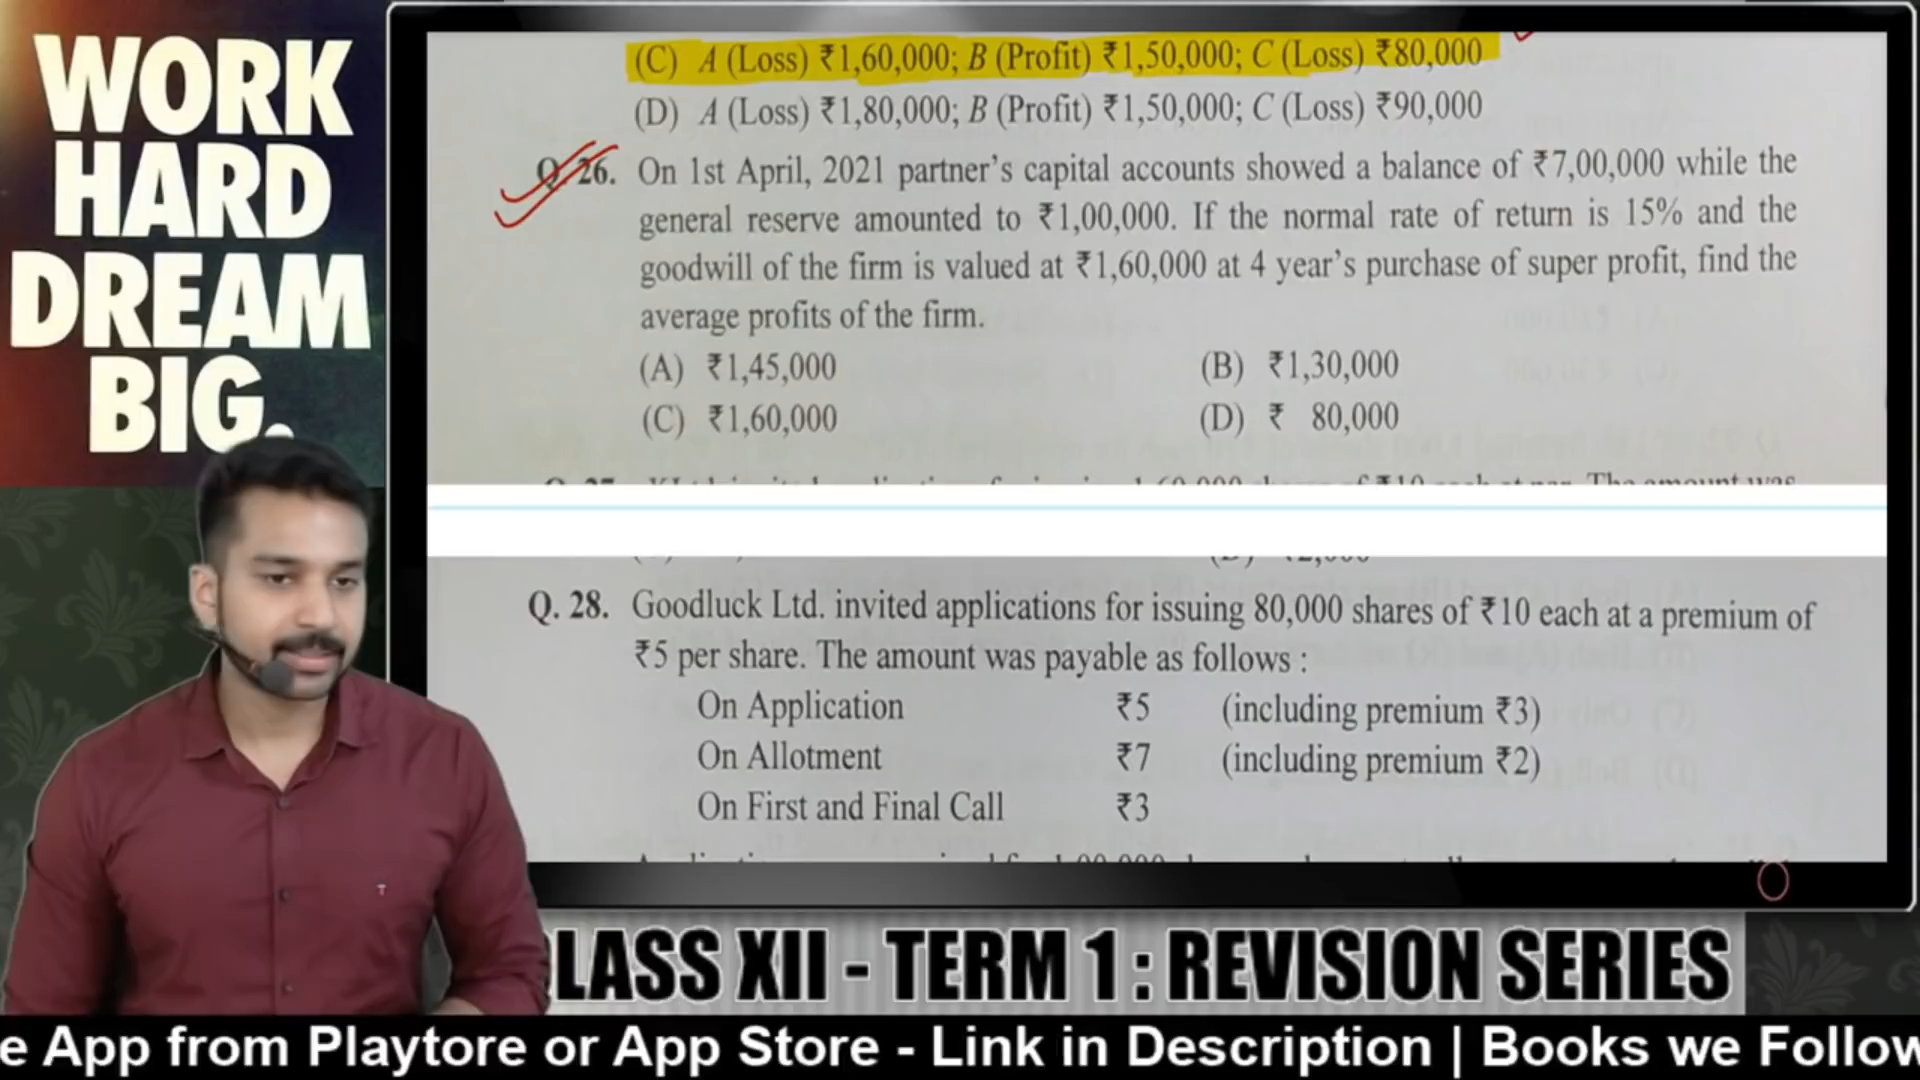 WORK
HARD
DREAM
BIG.
(C) A (Loss) ₹1,60,000; B (Profit) ₹1,50,000; C (Loss) ₹80,000
(D) A (Loss) ₹1,80,000; B (Profit) ₹1,50,000; C (Loss) ₹90,000
Q. 26. On 1st April, 2021 partner's capital accounts showed a balance of ₹7,00,000 while the
general reserve amounted to ₹1,00,000. If the normal rate of return is 15% and the
goodwill of the firm is valued at ₹1,60,000 at 4 year's purchase of super profit, find the
average profits of the firm.
(A) ₹1,45,000 (B) ₹1,30,000
(C) ₹1,60,000 (D) ₹ 80,000
Q. 28. Goodluck Ltd. invited applications for issuing 80,000 shares of ₹10 each at a premium of
₹5 per share. The amount was payable as follows :
On Application ₹5 (including premium ₹3)
On Allotment ₹7 (including premium ₹2)
On First and Final Call ₹3
LASS XII - TERM 1 : REVISION SERIES
e App from Playtore or App Store - Link in Description | Books we Follow